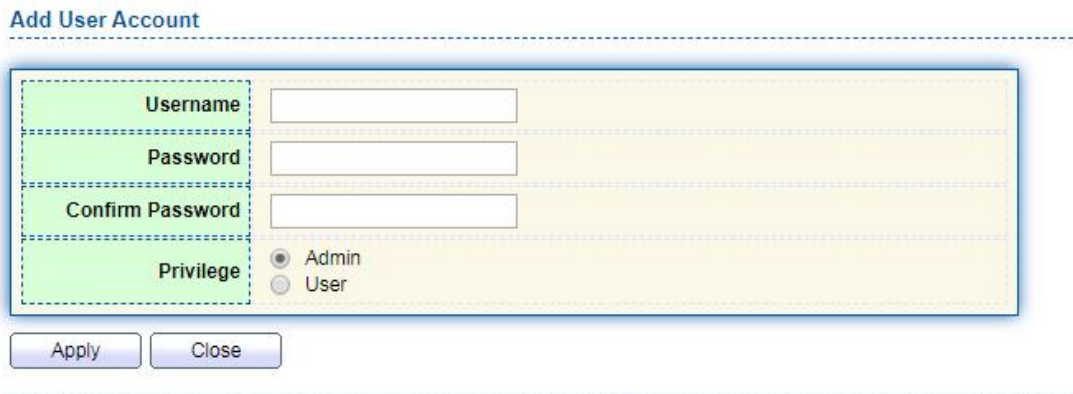 Add User Account
Username
Password
Confirm Password
Privilege
Admin
User
Apply Close